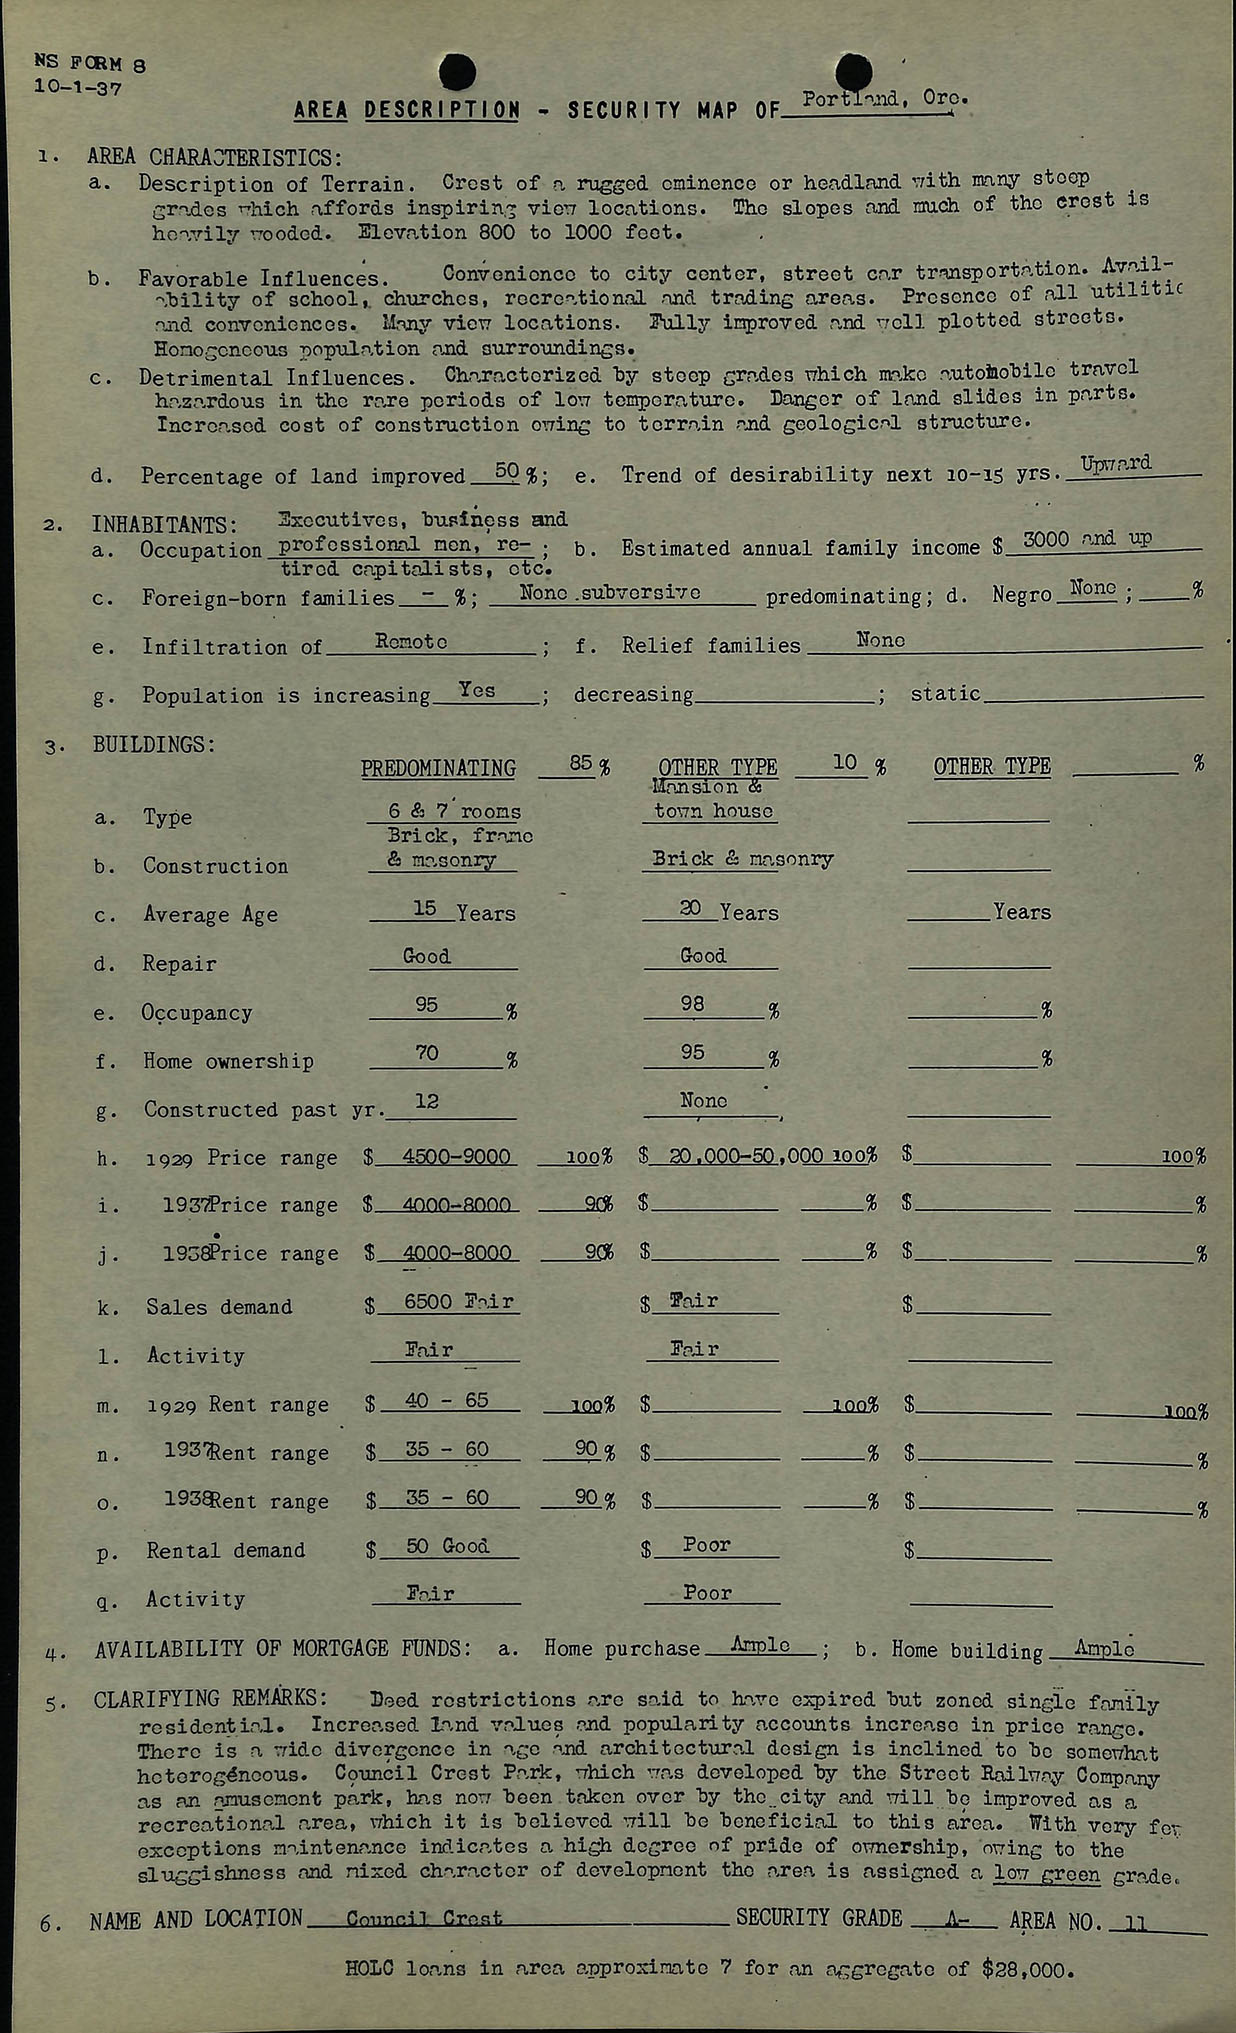 NS FORM 8
10-1-37
AREA DESCRIPTION - SECURITY MAP OF Portland, Ore.
1. AREA CHARACTERISTICS:
a. Description of Terrain. Crest of a rugged eminence or headland with many steep
grades which affords inspiring view locations. The slopes and much of the crest is
heavily wooded. Elevation 800 to 1000 feet.
b. Favorable Influences. Convenience to city center, street car transportation. Avail-
ability of school, churches, recreational and trading areas. Presence of all utilitie
and conveniences. Many view locations. Fully improved and well plotted streets.
Homogeneous population and surroundings.
c. Detrimental Influences. Characterized by steep grades which make automobile travel
hazardous in the rare periods of low temperature. Danger of land slides in parts.
Increased cost of construction owing to terrain and geological structure.
d. Percentage of land improved 50 %; e. Trend of desirability next 10-15 yrs. Upward
2. INHABITANTS: Executives, business and
a. Occupation professional men, re- ; b. Estimated annual family income $ 3000 and up
tired capitalists, etc.
c. Foreign-born families - %; None subversive predominating; d. Negro None ; %
e. Infiltration of Remote ; f. Relief families None
g. Population is increasing Yes ; decreasing ; static
3. BUILDINGS:
PREDOMINATING 85 % OTHER TYPE 10 % OTHER TYPE %
Mansion &
a. Type 6 & 7 rooms town house
Brick, frame
b. Construction & masonry Brick & masonry
c. Average Age 15 Years 20 Years Years
d. Repair Good Good
e. Occupancy 95 % 98 % %
f. Home ownership 70 % 95 % %
g. Constructed past yr. 12 None
h. 1929 Price range $ 4500-9000 100% $ 20,000-50,000 100% $ 100%
i. 1937 Price range $ 4000-8000 90% $ % $ %
j. 1938 Price range $ 4000-8000 90% $ % $ %
k. Sales demand $ 6500 Fair $ Fair $
l. Activity Fair Fair
m. 1929 Rent range $ 40 - 65 100% $ 100% $ 100%
n. 1937 Rent range $ 35 - 60 90 % $ % $ %
o. 1938 Rent range $ 35 - 60 90 % $ % $ %
p. Rental demand $ 50 Good $ Poor $
q. Activity Fair Poor
4. AVAILABILITY OF MORTGAGE FUNDS: a. Home purchase Ample ; b. Home building Ample
5. CLARIFYING REMARKS: Deed restrictions are said to have expired but zoned single family
residential. Increased land values and popularity accounts increase in price range.
There is a wide divergence in age and architectural design is inclined to be somewhat
heterogéneous. Council Crest Park, which was developed by the Street Railway Company
as an amusement park, has now been taken over by the city and will be improved as a
recreational area, which it is believed will be beneficial to this area. With very few
exceptions maintenance indicates a high degree of pride of ownership, owing to the
sluggishness and mixed character of development the area is assigned a low green grade.
6. NAME AND LOCATION Council Crest SECURITY GRADE A- AREA NO. 11
HOLC loans in area approximate 7 for an aggregate of $28,000.